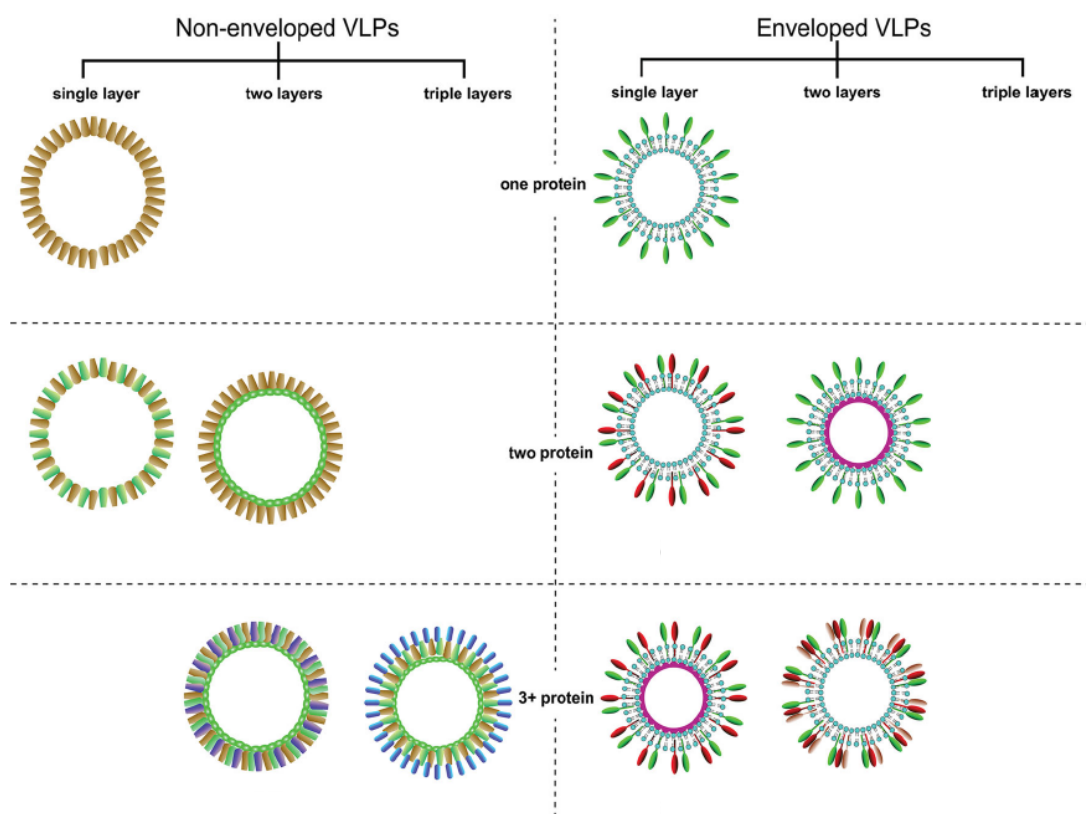 Non-enveloped VLPs
Enveloped VLPs
single layer
two layers
triple layers
single layer
two layers
triple layers
one protein
two protein
3+ protein